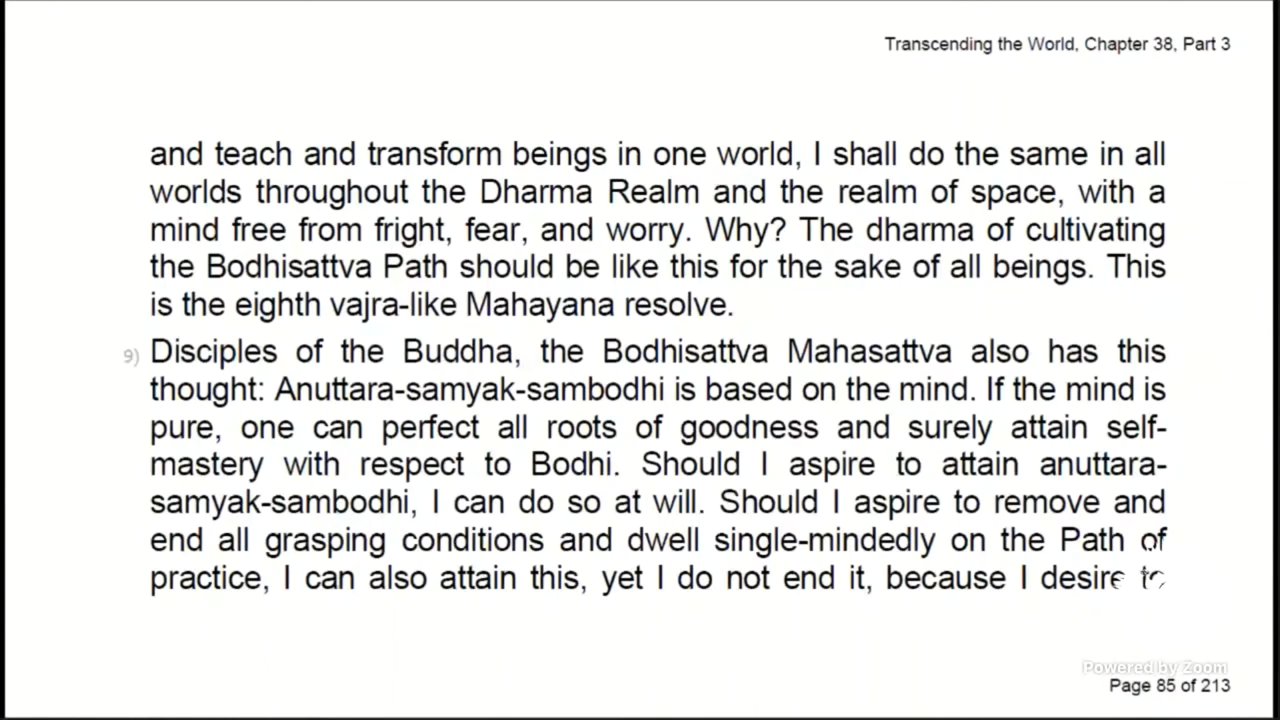 Transcending the World, Chapter 38, Part 3
and teach and transform beings in one world, I shall do the same in all
worlds throughout the Dharma Realm and the realm of space, with a
mind free from fright, fear, and worry. Why? The dharma of cultivating
the Bodhisattva Path should be like this for the sake of all beings. This
is the eighth vajra-like Mahayana resolve.
9) Disciples of the Buddha, the Bodhisattva Mahasattva also has this
thought: Anuttara-samyak-sambodhi is based on the mind. If the mind is
pure, one can perfect all roots of goodness and surely attain self-
mastery with respect to Bodhi. Should I aspire to attain anuttara-
samyak-sambodhi, I can do so at will. Should I aspire to remove and
end all grasping conditions and dwell single-mindedly on the Path of
practice, I can also attain this, yet I do not end it, because I desire to
Powered by Zoom
Page 85 of 213